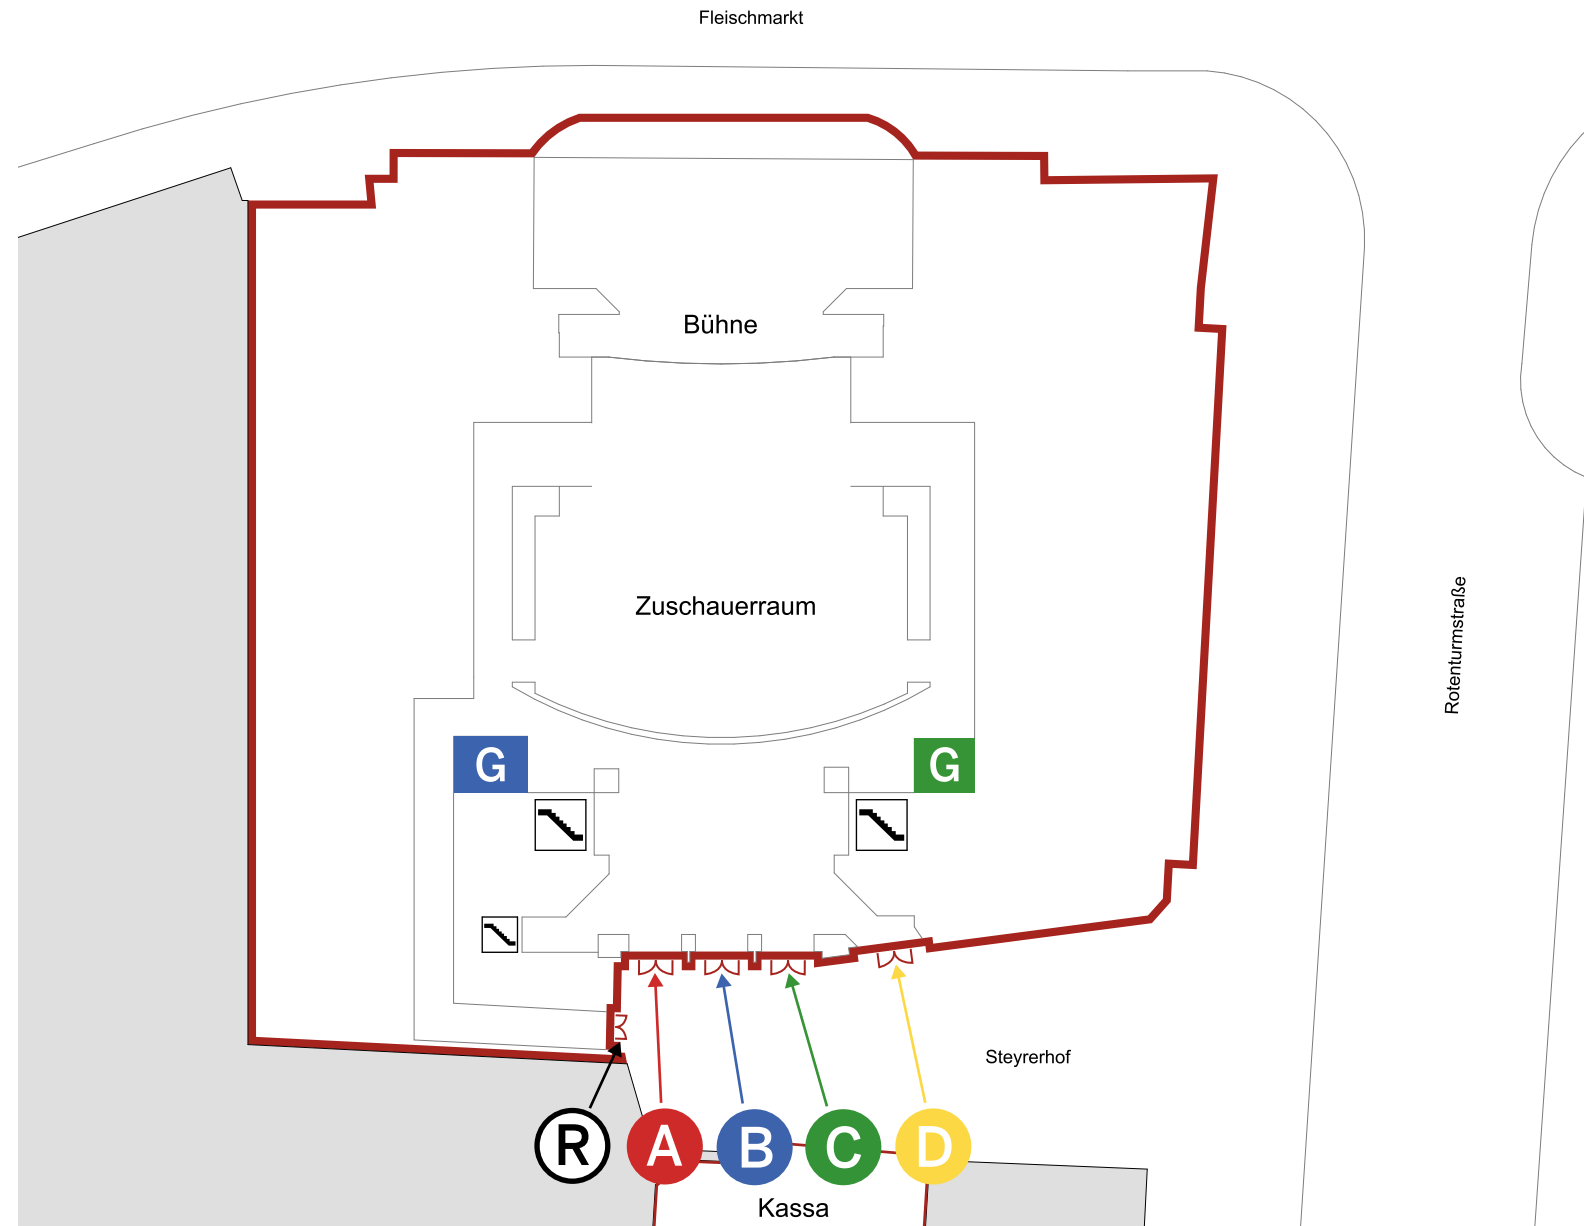 Fleischmarkt
Bühne
Zuschauerraum
Rotenturmstraße
G
G
Steyrerhof
R
A
B
C
D
Kassa